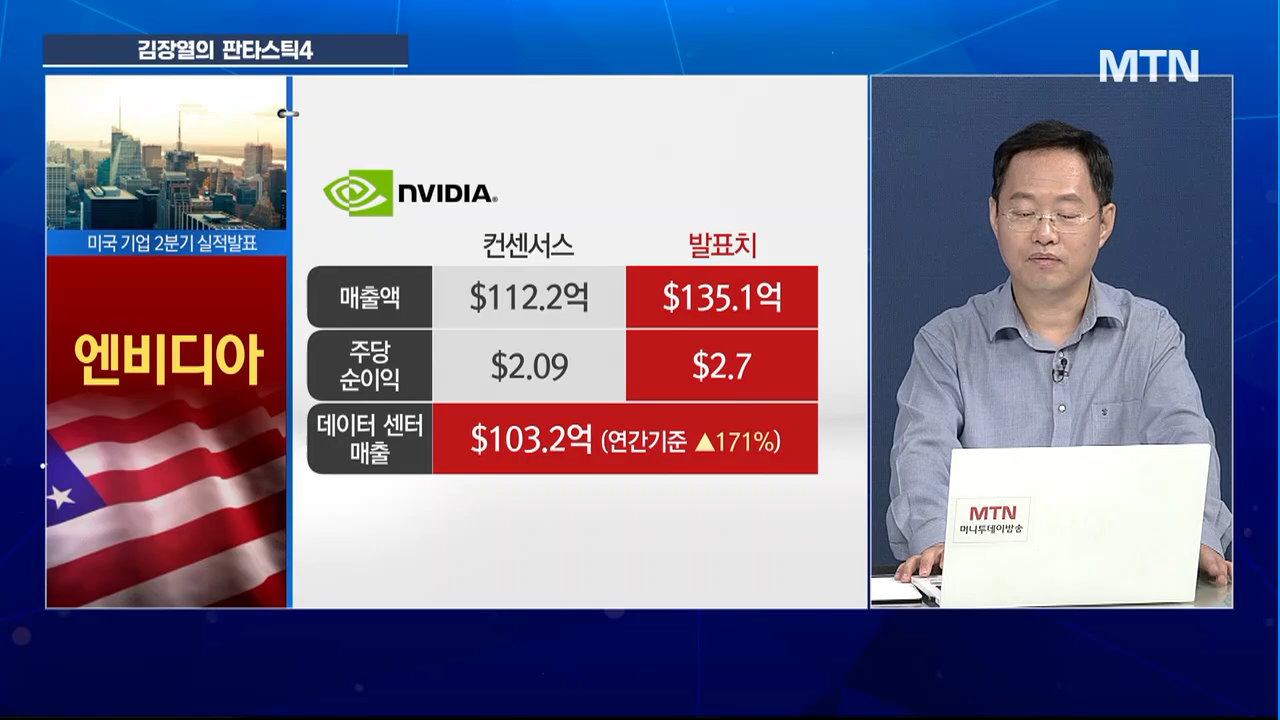 김장열의 판타스틱4
MTN
미국 기업 2분기 실적발표
엔비디아
NVIDIA®
컨센서스 발표치
매출액 $112.2억 $135.1억
주당
순이익 $2.09 $2.7
데이터 센터
매출 $103.2억 (연간기준 ▲171%)
MTN
머니투데이방송